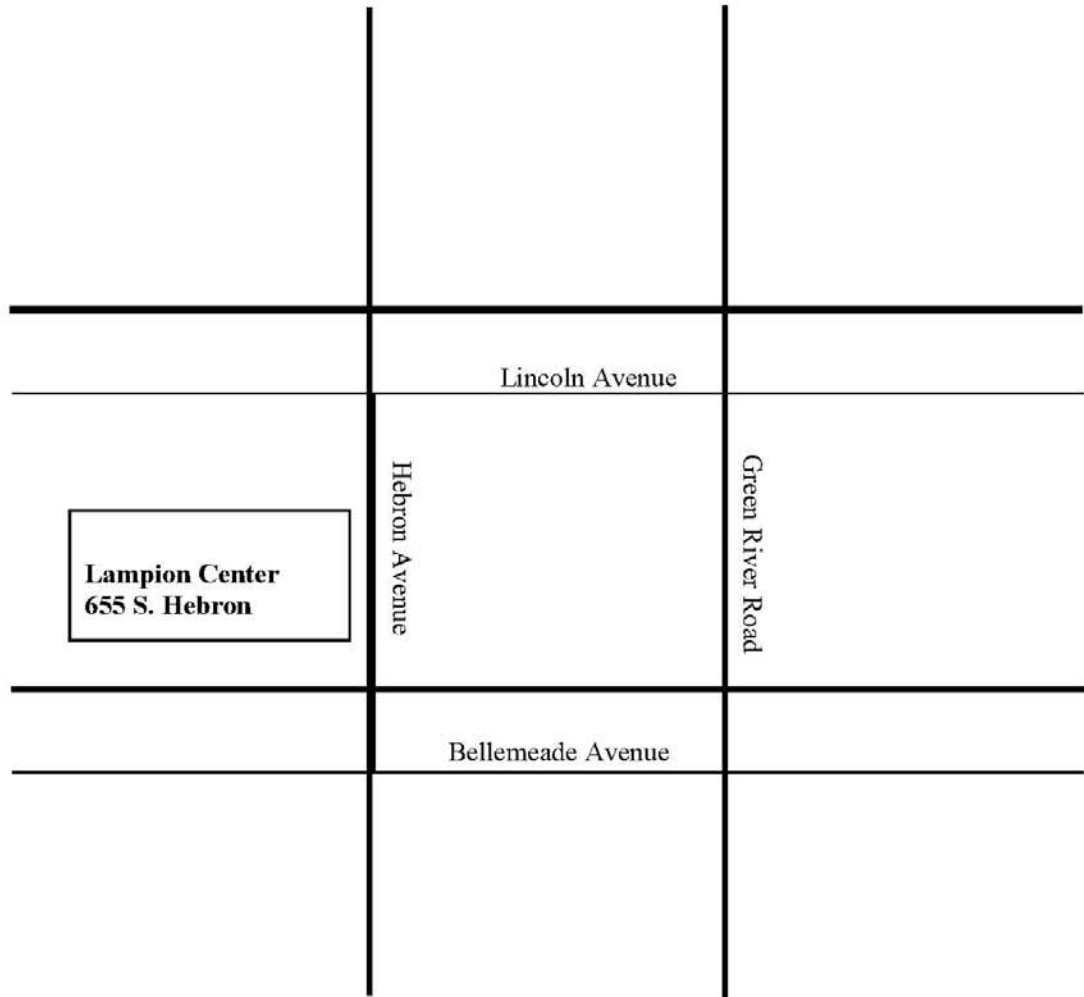 Lincoln Avenue
Hebron Avenue
Green River Road
Lampion Center
655 S. Hebron
Bellemeade Avenue